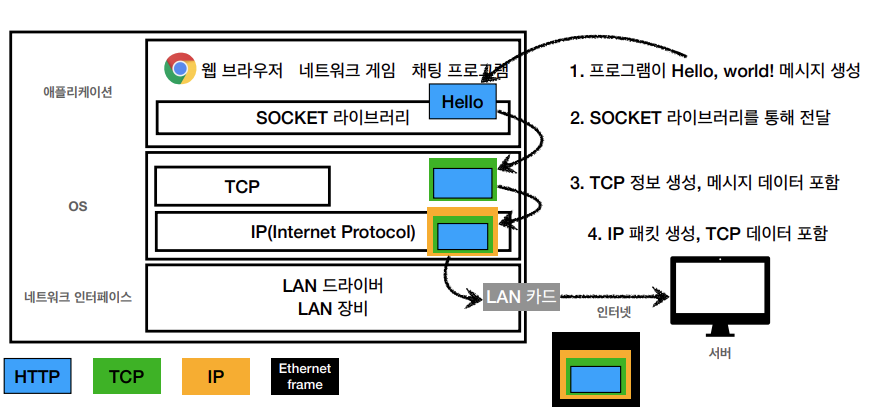 애플리케이션
웹 브라우저 네트워크 게임 채팅 프로그램
Hello
SOCKET 라이브러리
1. 프로그램이 Hello, world! 메시지 생성
2. SOCKET 라이브러리를 통해 전달
OS
TCP
IP(Internet Protocol)
3. TCP 정보 생성, 메시지 데이터 포함
4. IP 패킷 생성, TCP 데이터 포함
네트워크 인터페이스
LAN 드라이버
LAN 장비
LAN 카드
인터넷
서버
HTTP
TCP
IP
Ethernet
frame